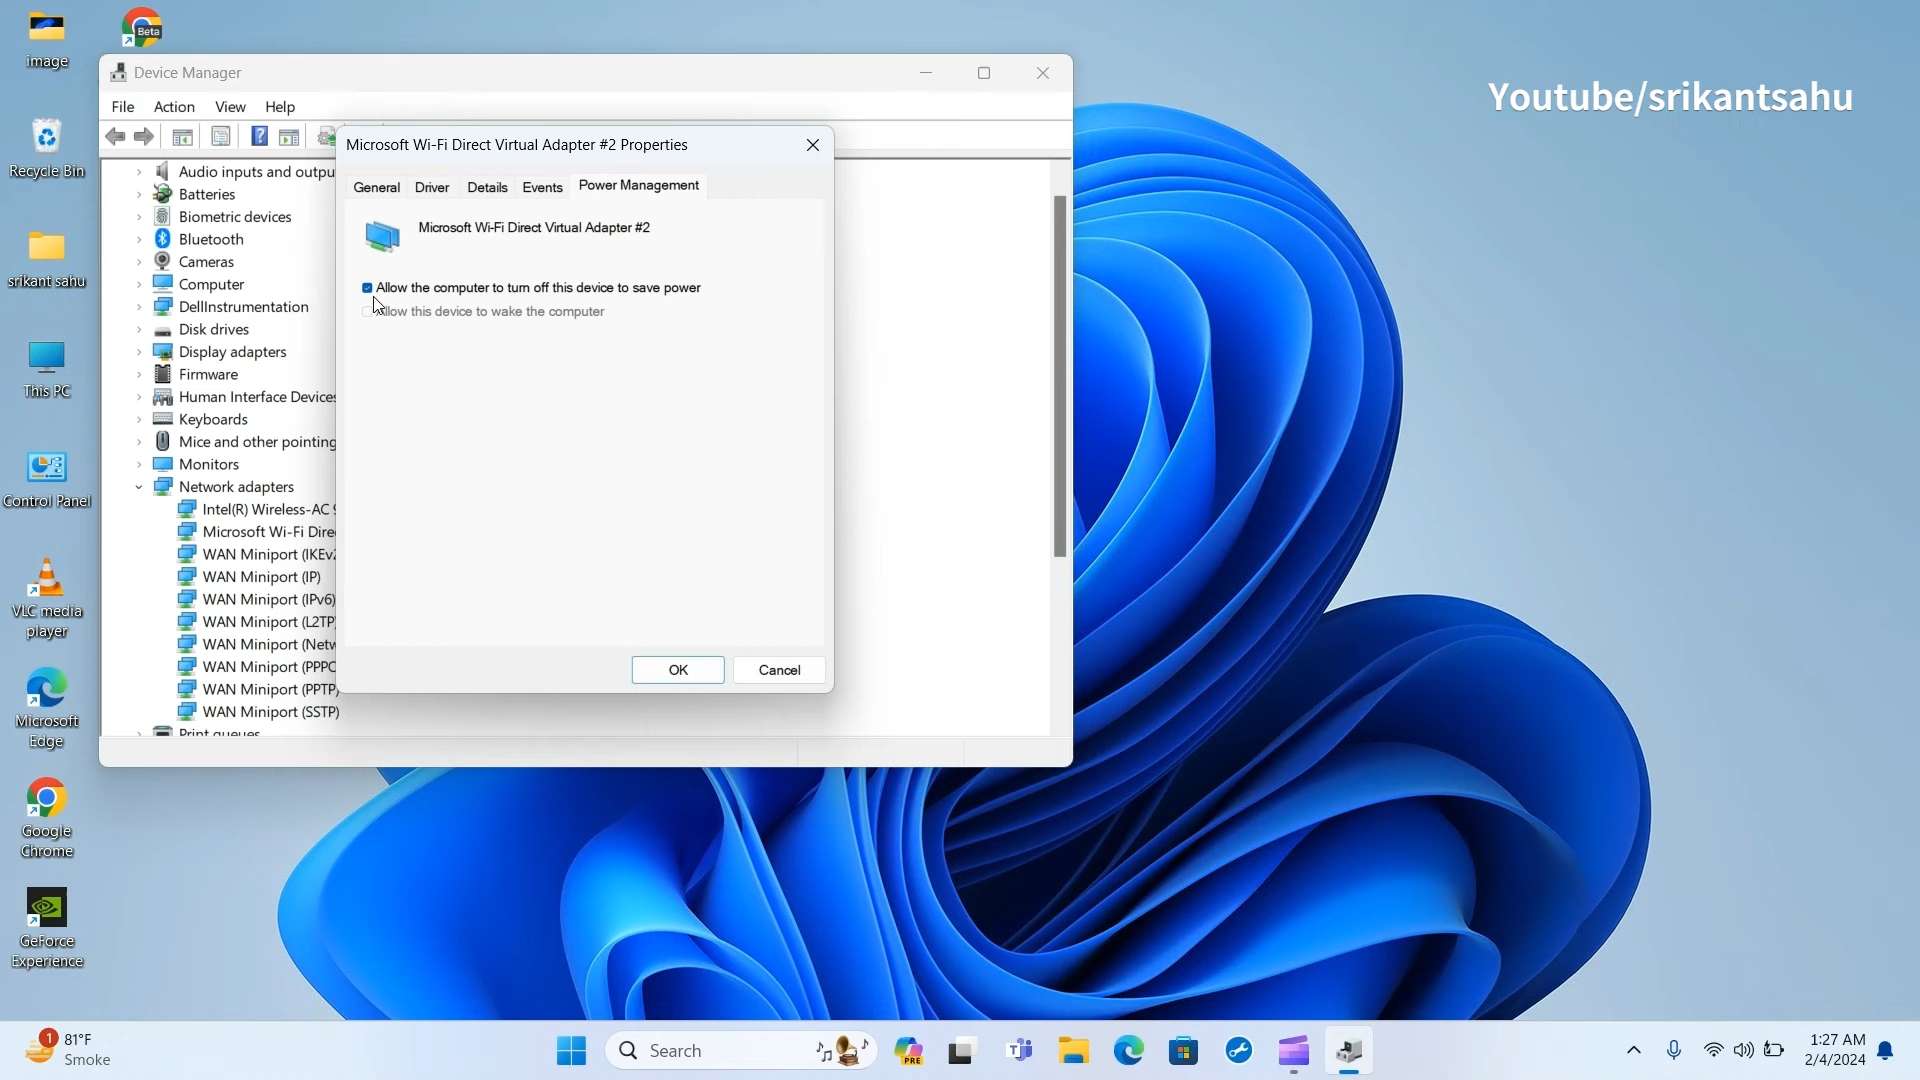 image
Beta
Recycle Bin
srikant sahu
This PC
Control Panel
VLC media
player
Microsoft
Edge
Google
Chrome
GeForce
Experience
Youtube/srikantsahu
Device Manager
File Action View Help
Audio inputs and outpu
Batteries
Biometric devices
Bluetooth
Cameras
Computer
DellInstrumentation
Disk drives
Display adapters
Firmware
Human Interface Devices
Keyboards
Mice and other pointing
Monitors
Network adapters
Intel(R) Wireless-AC 9
Microsoft Wi-Fi Dire
WAN Miniport (IKEv2
WAN Miniport (IP)
WAN Miniport (IPv6)
WAN Miniport (L2TP
WAN Miniport (Netw
WAN Miniport (PPPO
WAN Miniport (PPTP)
WAN Miniport (SSTP)
Print queues
Microsoft Wi-Fi Direct Virtual Adapter #2 Properties
General Driver Details Events Power Management
Microsoft Wi-Fi Direct Virtual Adapter #2
Allow the computer to turn off this device to save power
Allow this device to wake the computer
OK Cancel
1
81°F
Smoke
Search
PRE
1:27 AM
2/4/2024